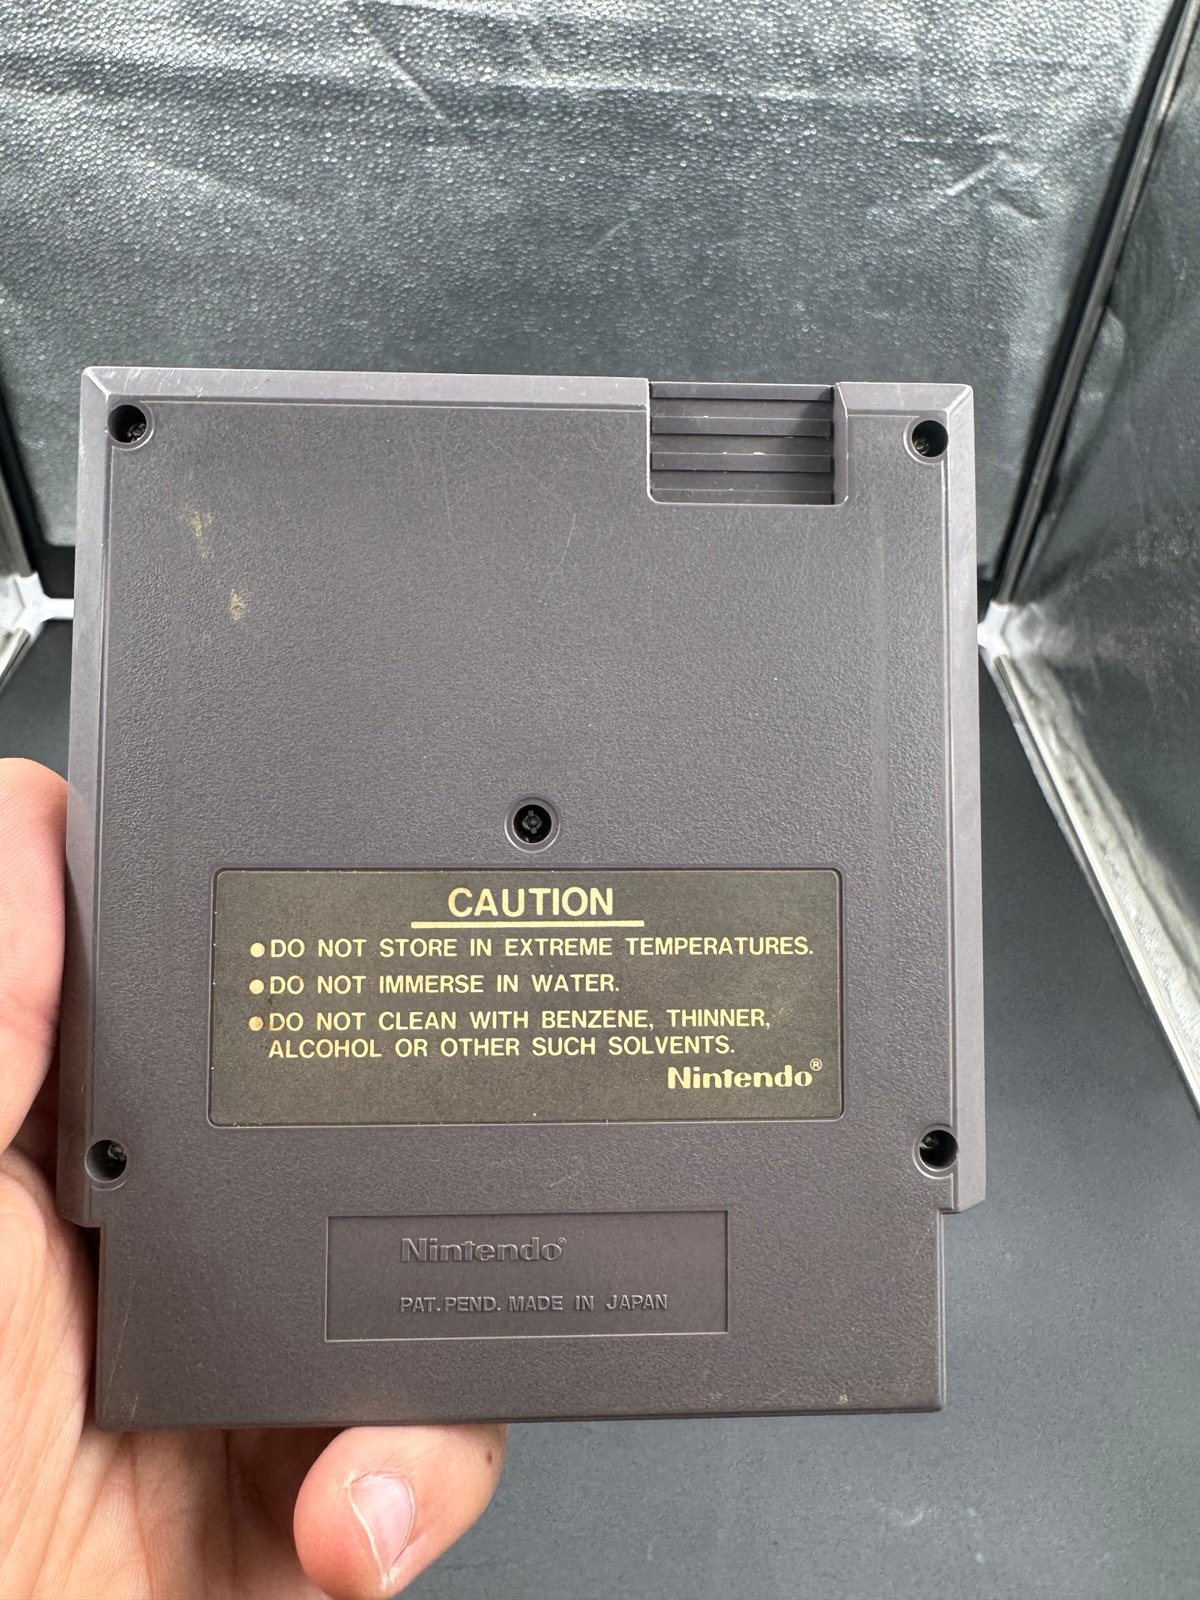 CAUTION
●DO NOT STORE IN EXTREME TEMPERATURES.
●DO NOT IMMERSE IN WATER.
●DO NOT CLEAN WITH BENZENE, THINNER,
ALCOHOL OR OTHER SUCH SOLVENTS.
Nintendo®
Nintendo®
PAT. PEND. MADE IN JAPAN